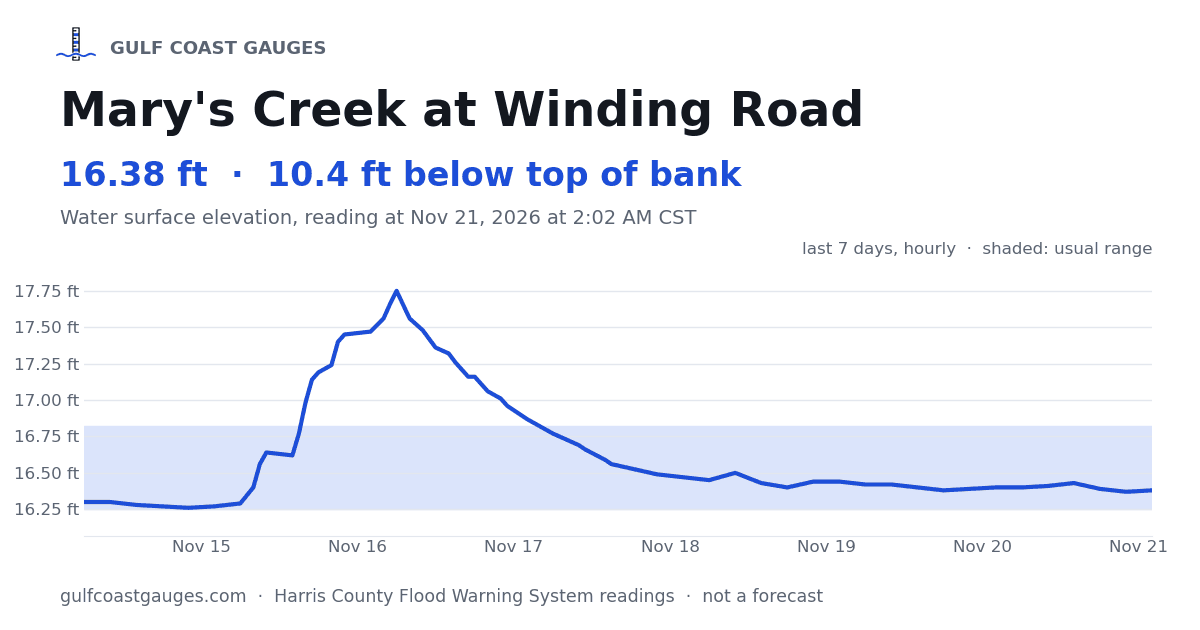 GULF COAST GAUGES
Mary's Creek at Winding Road
16.38 ft · 10.4 ft below top of bank
Water surface elevation, reading at Nov 21, 2026 at 2:02 AM CST
last 7 days, hourly · shaded: usual range
17.75 ft
17.50 ft
17.25 ft
17.00 ft
16.75 ft
16.50 ft
16.25 ft
Nov 15 Nov 16 Nov 17 Nov 18 Nov 19 Nov 20 Nov 21
gulfcoastgauges.com · Harris County Flood Warning System readings · not a forecast